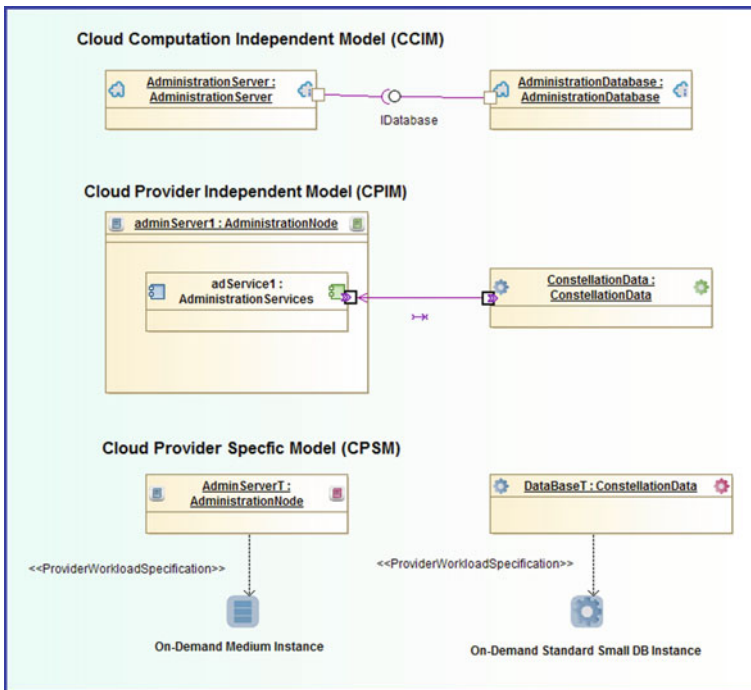 Cloud Computation Independent Model (CCIM)
AdministrationServer :
AdministrationServer
AdministrationDatabase :
AdministrationDatabase
IDatabase
Cloud Provider Independent Model (CPIM)
adminServer1 : AdministrationNode
adService1 :
AdministrationServices
ConstellationData :
ConstellationData
Cloud Provider Specfic Model (CPSM)
AdminServerT :
AdministrationNode
DataBaseT : ConstellationData
<<ProviderWorkloadSpecification>>
<<ProviderWorkloadSpecification>>
On-Demand Medium Instance
On-Demand Standard Small DB Instance